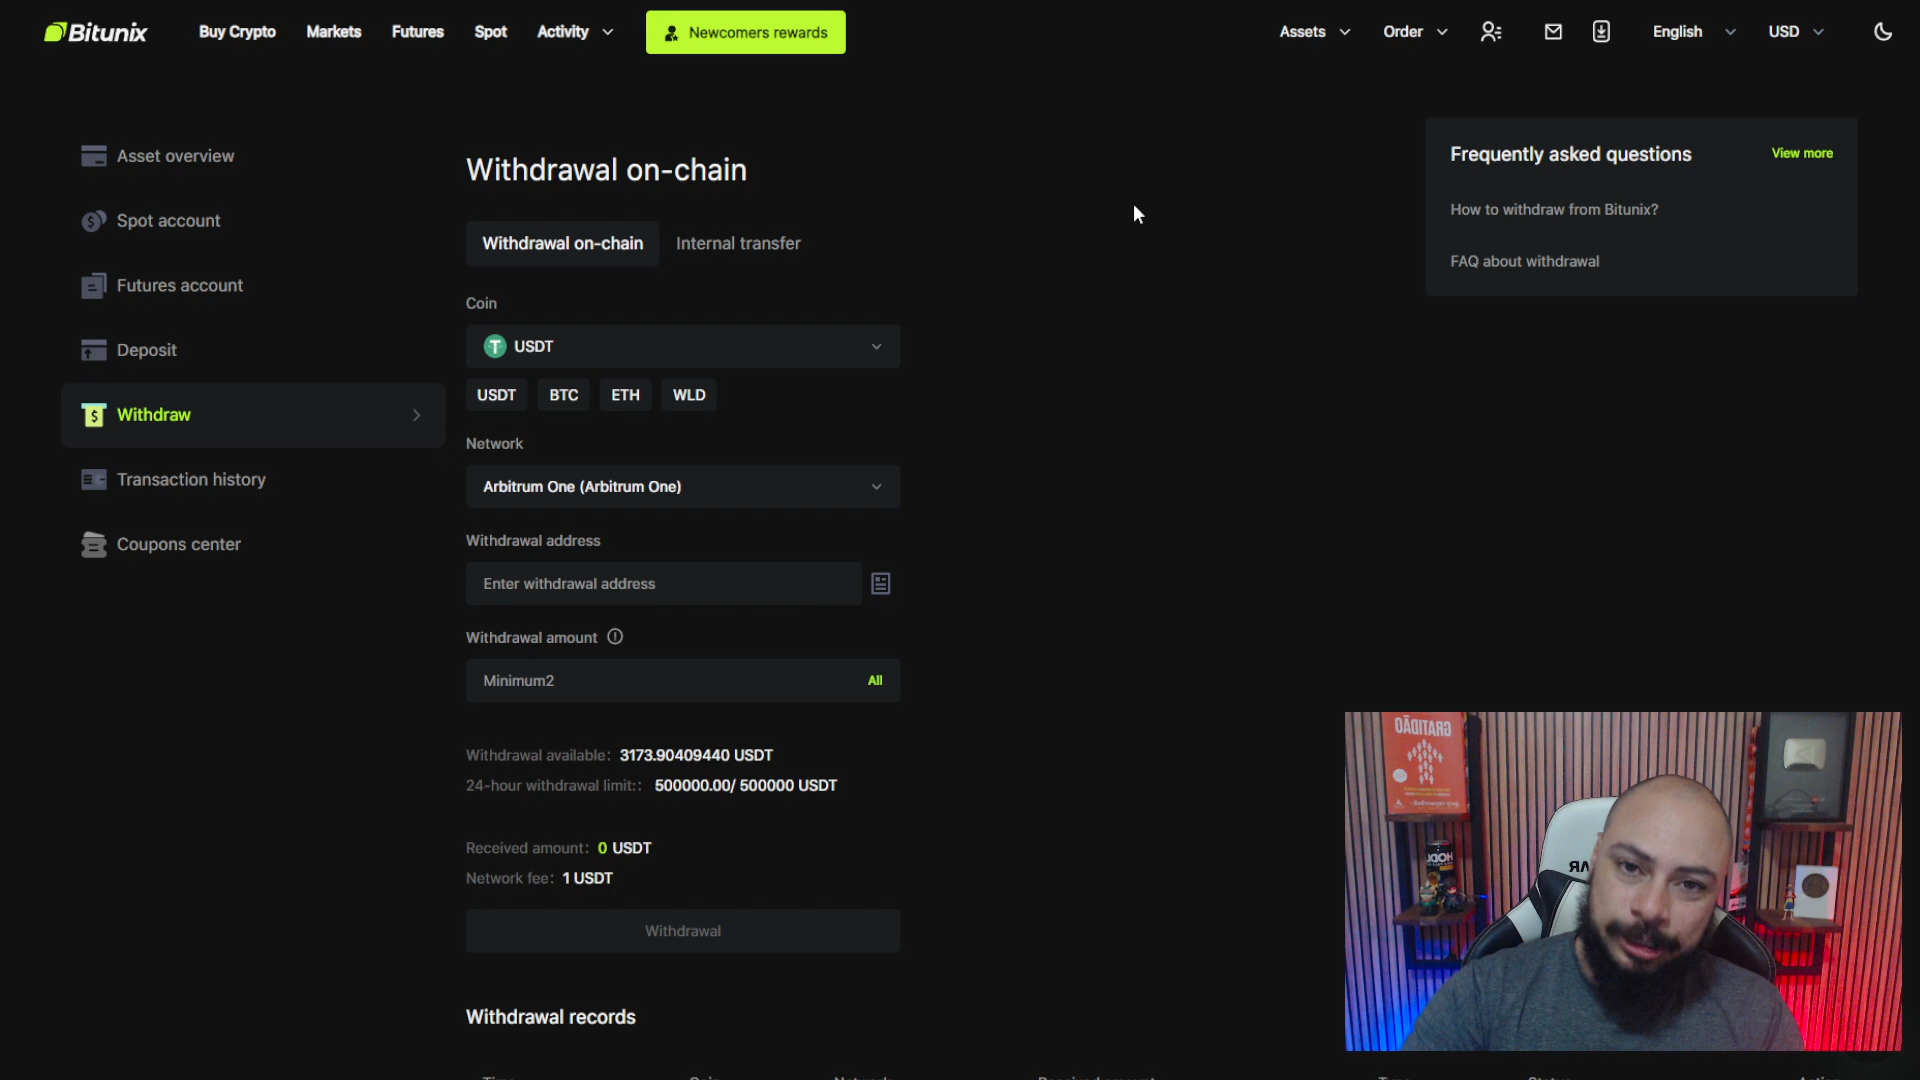 Bitunix
Buy Crypto
Markets
Futures
Spot
Activity
Newcomers rewards
Assets
Order
English
USD
Asset overview
Spot account
Futures account
Deposit
Withdraw
Transaction history
Coupons center
Withdrawal on-chain
Withdrawal on-chain
Internal transfer
Coin
USDT
USDT
BTC
ETH
WLD
Network
Arbitrum One (Arbitrum One)
Withdrawal address
Enter withdrawal address
Withdrawal amount
Minimum2
All
Withdrawal available: 3173.90409440 USDT
24-hour withdrawal limit:: 500000.00/ 500000 USDT
Received amount: 0 USDT
Network fee: 1 USDT
Withdrawal
Withdrawal records
Frequently asked questions
View more
How to withdraw from Bitunix?
FAQ about withdrawal
GRATIDÃO